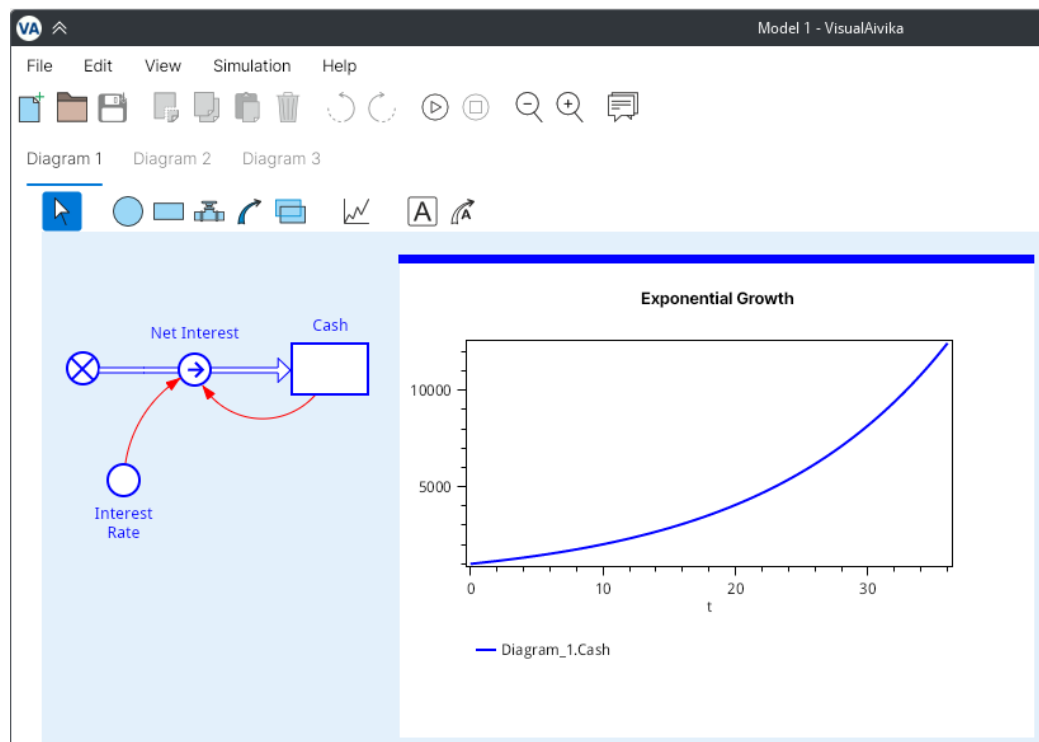 VA Model 1 - VisualAivika
File Edit View Simulation Help
Diagram 1 Diagram 2 Diagram 3
A A
Exponential Growth
Net Interest
Cash
Interest
Rate
10000
5000
0 10 20 30
t
Diagram_1.Cash